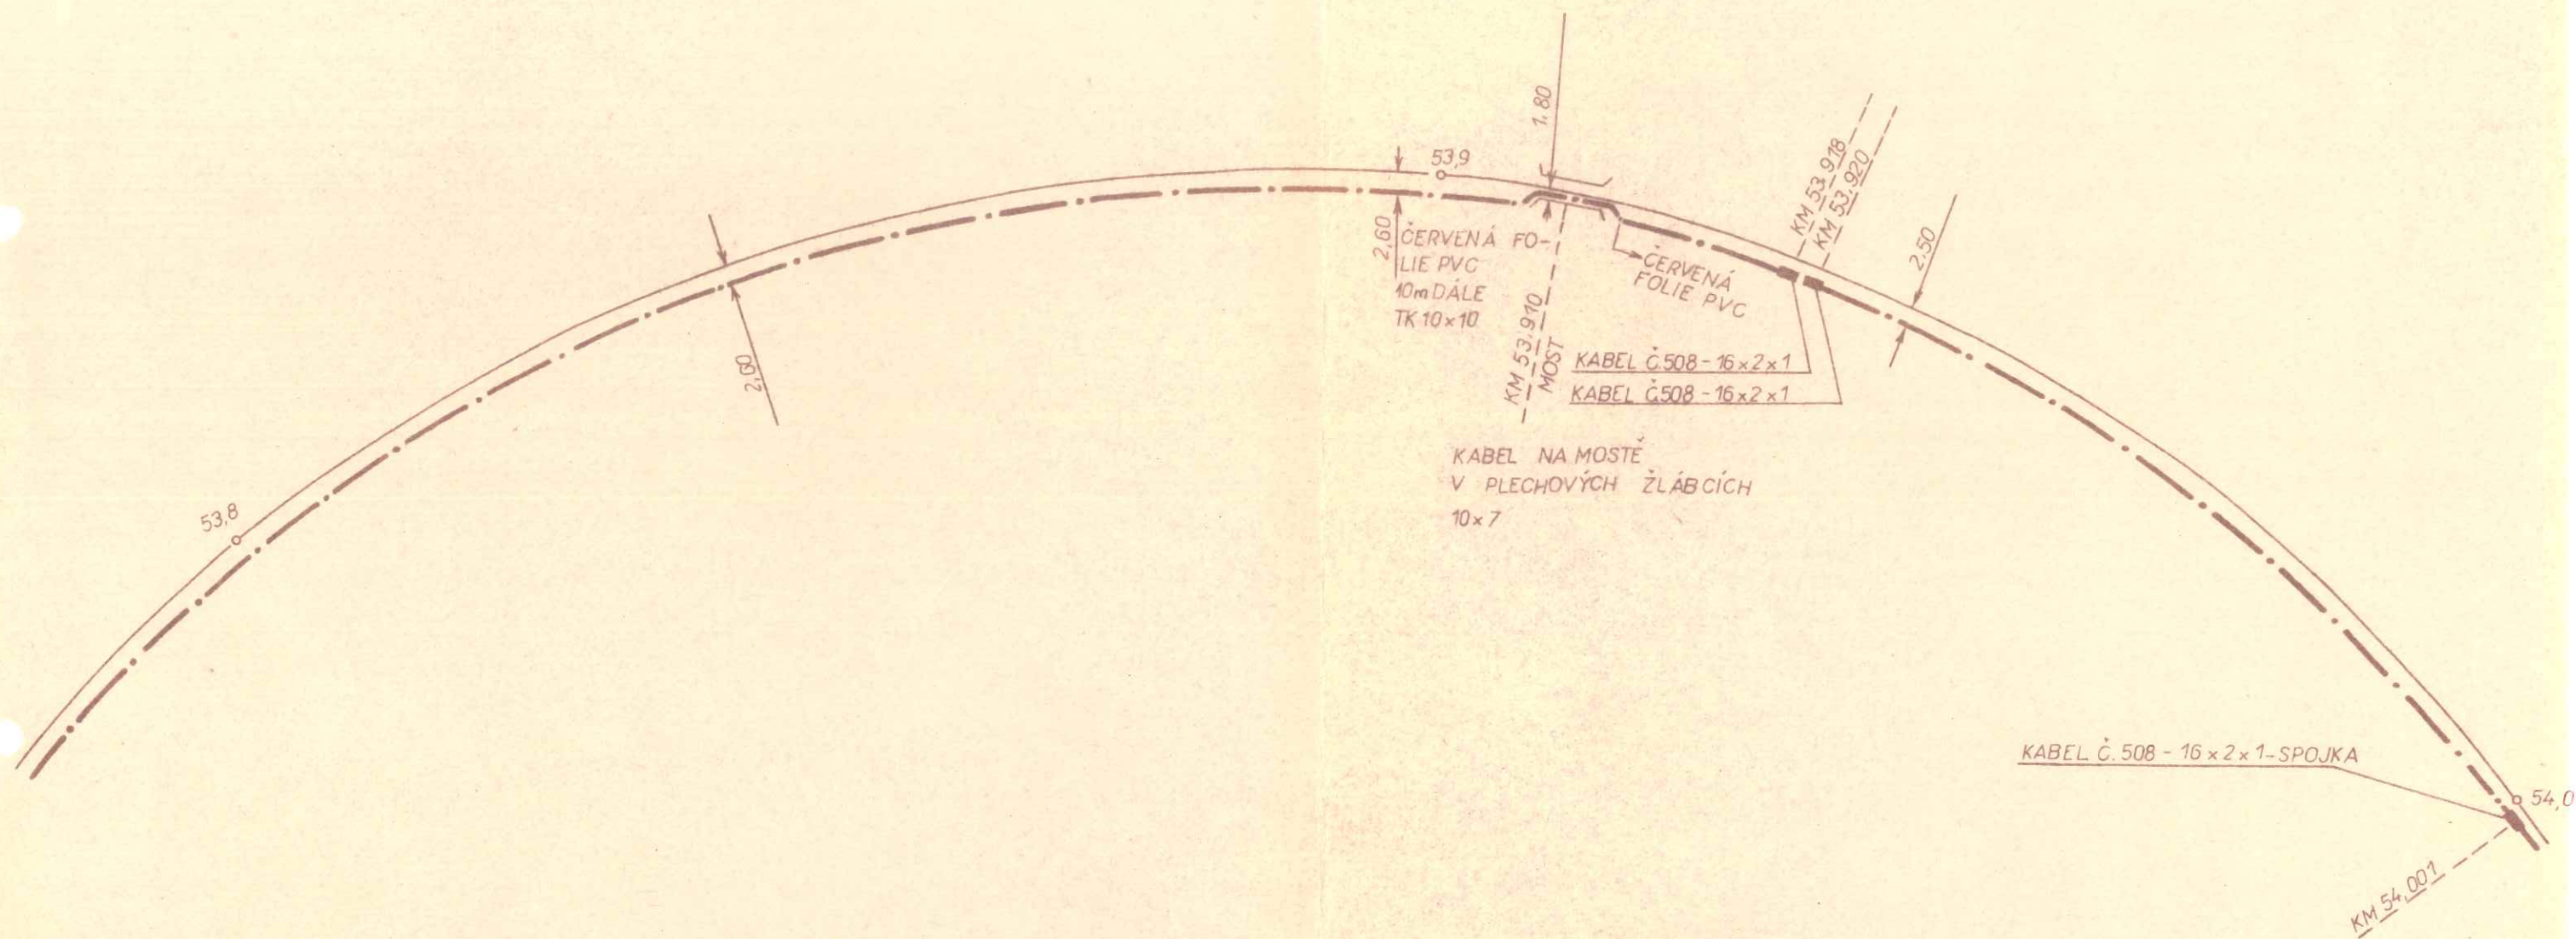 53,8
2,00
2,60
53,9
1,80
ČERVENÁ FO-
LIE PVC
10m DÁLE
TK 10×10
KM 53,910
MOST
ČERVENÁ
FOLIE PVC
KM 53,918
KM 53,920
2,50
KABEL Č.508 - 16×2×1
KABEL Č.508 - 16×2×1
KABEL NA MOSTĚ
V PLECHOVÝCH ŽLÁBCÍCH
10×7
KABEL Č. 508 - 16×2×1-SPOJKA
54,0
KM 54,001